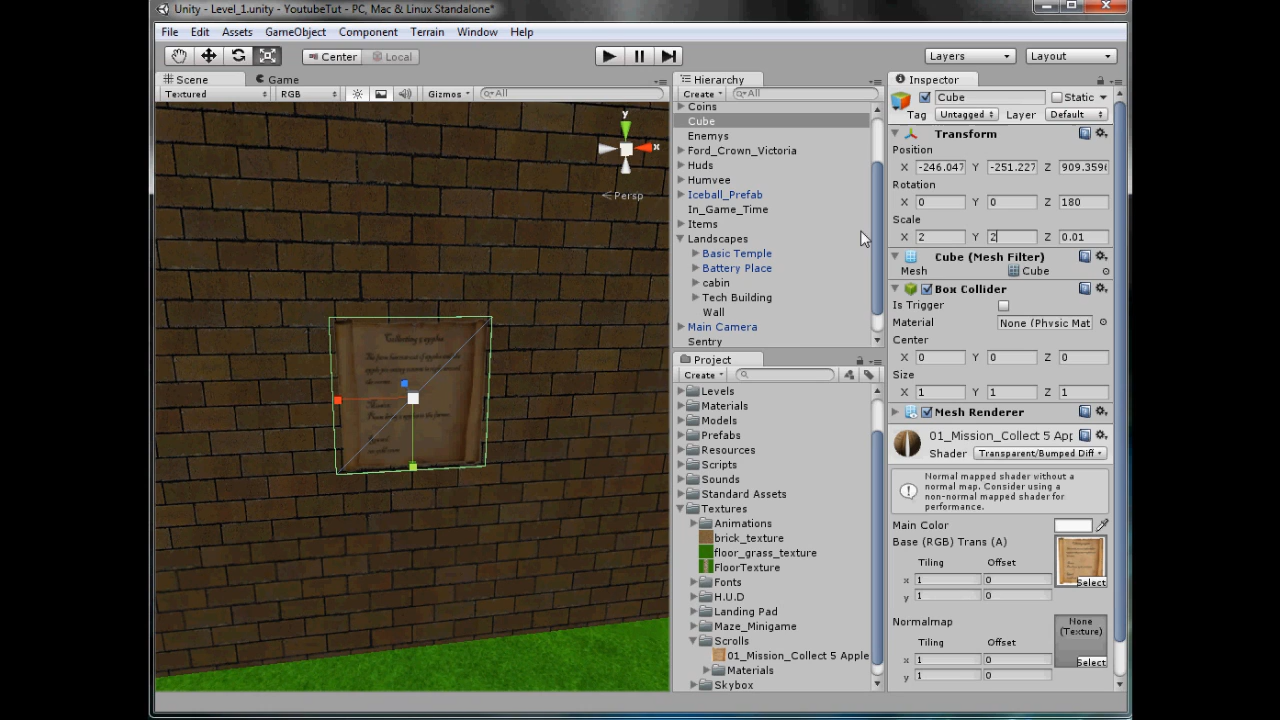 Unity - Level_1.unity - YoutubeTut - PC, Mac & Linux Standalone*
File Edit Assets GameObject Component Terrain Window Help
Center Local Layers Layout
Scene Game
Textured RGB Gizmos All
y
x
Persp
Collecting 5 apples
Hierarchy
Create All
Coins
Cube
Enemys
Ford_Crown_Victoria
Huds
Humvee
Iceball_Prefab
In_Game_Time
Items
Landscapes
Basic Temple
Battery Place
cabin
Tech Building
Wall
Main Camera
Sentry
Project
Create
Levels
Materials
Models
Prefabs
Resources
Scripts
Sounds
Standard Assets
Textures
Animations
brick_texture
floor_grass_texture
FloorTexture
Fonts
H.U.D
Landing Pad
Maze_Minigame
Scrolls
01_Mission_Collect 5 Apple
Materials
Skybox
Inspector
Cube Static
Tag Untagged Layer Default
Transform
Position
X -246.047 Y -251.227 Z 909.359
Rotation
X 0 Y 0 Z 180
Scale
X 2 Y 2 Z 0.01
Cube (Mesh Filter)
Mesh Cube
Box Collider
Is Trigger
Material None (Physic Mat
Center
X 0 Y 0 Z 0
Size
X 1 Y 1 Z 1
Mesh Renderer
01_Mission_Collect 5 App
Shader Transparent/Bumped Diff
Normal mapped shader without a
normal map. Consider using a
non-normal mapped shader for
performance.
Main Color
Base (RGB) Trans (A)
Tiling Offset
x 1 0
y 1 0
Select
Normalmap
None
(Texture)
Tiling Offset
x 1 0
y 1 0
Select